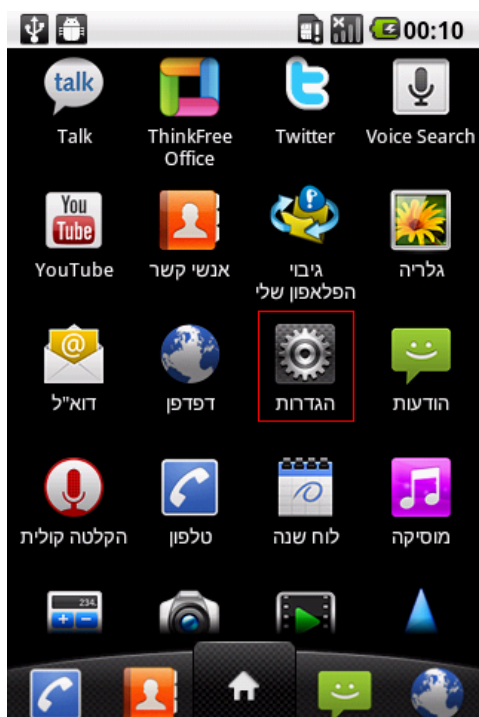 00:10
talk
Talk
ThinkFree
Office
Twitter
Voice Search
You
Tube
YouTube
אנשי קשר
גיבוי
הפלאפון שלי
גלריה
דוא"ל
דפדפן
הגדרות
הודעות
הקלטה קולית
טלפון
לוח שנה
מוסיקה
234.